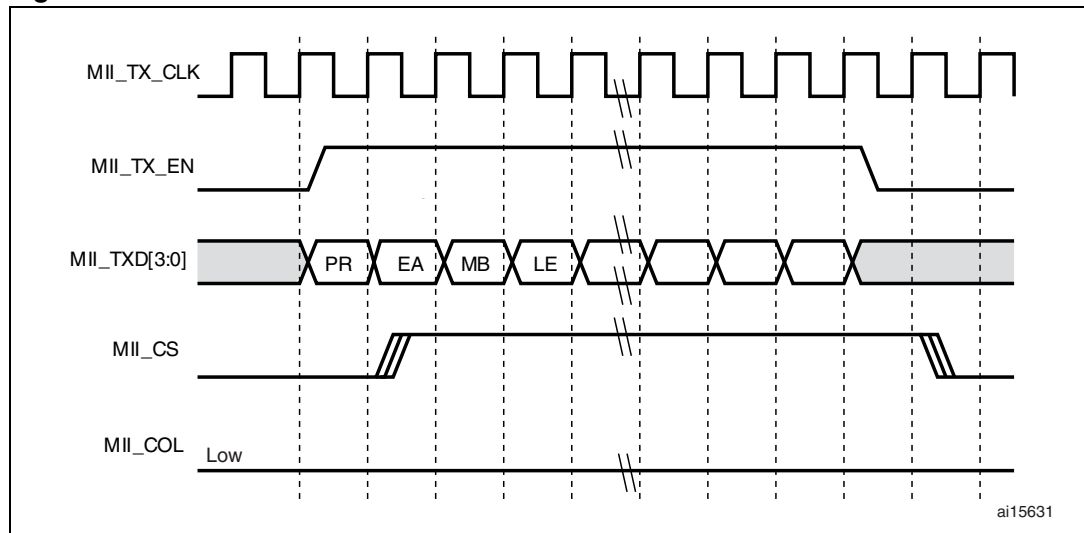 MII_TX_CLK
MII_TX_EN
MII_TXD[3:0]
PR EA MB LE
MII_CS
MII_COL
Low
ai15631